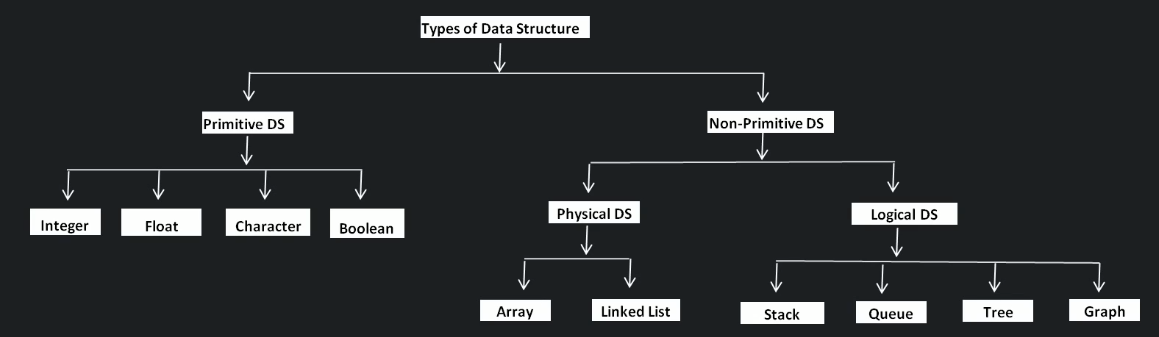 Types of Data Structure
Primitive DS
Non-Primitive DS
Physical DS
Logical DS
Integer
Float
Character
Boolean
Array
Linked List
Stack
Queue
Tree
Graph